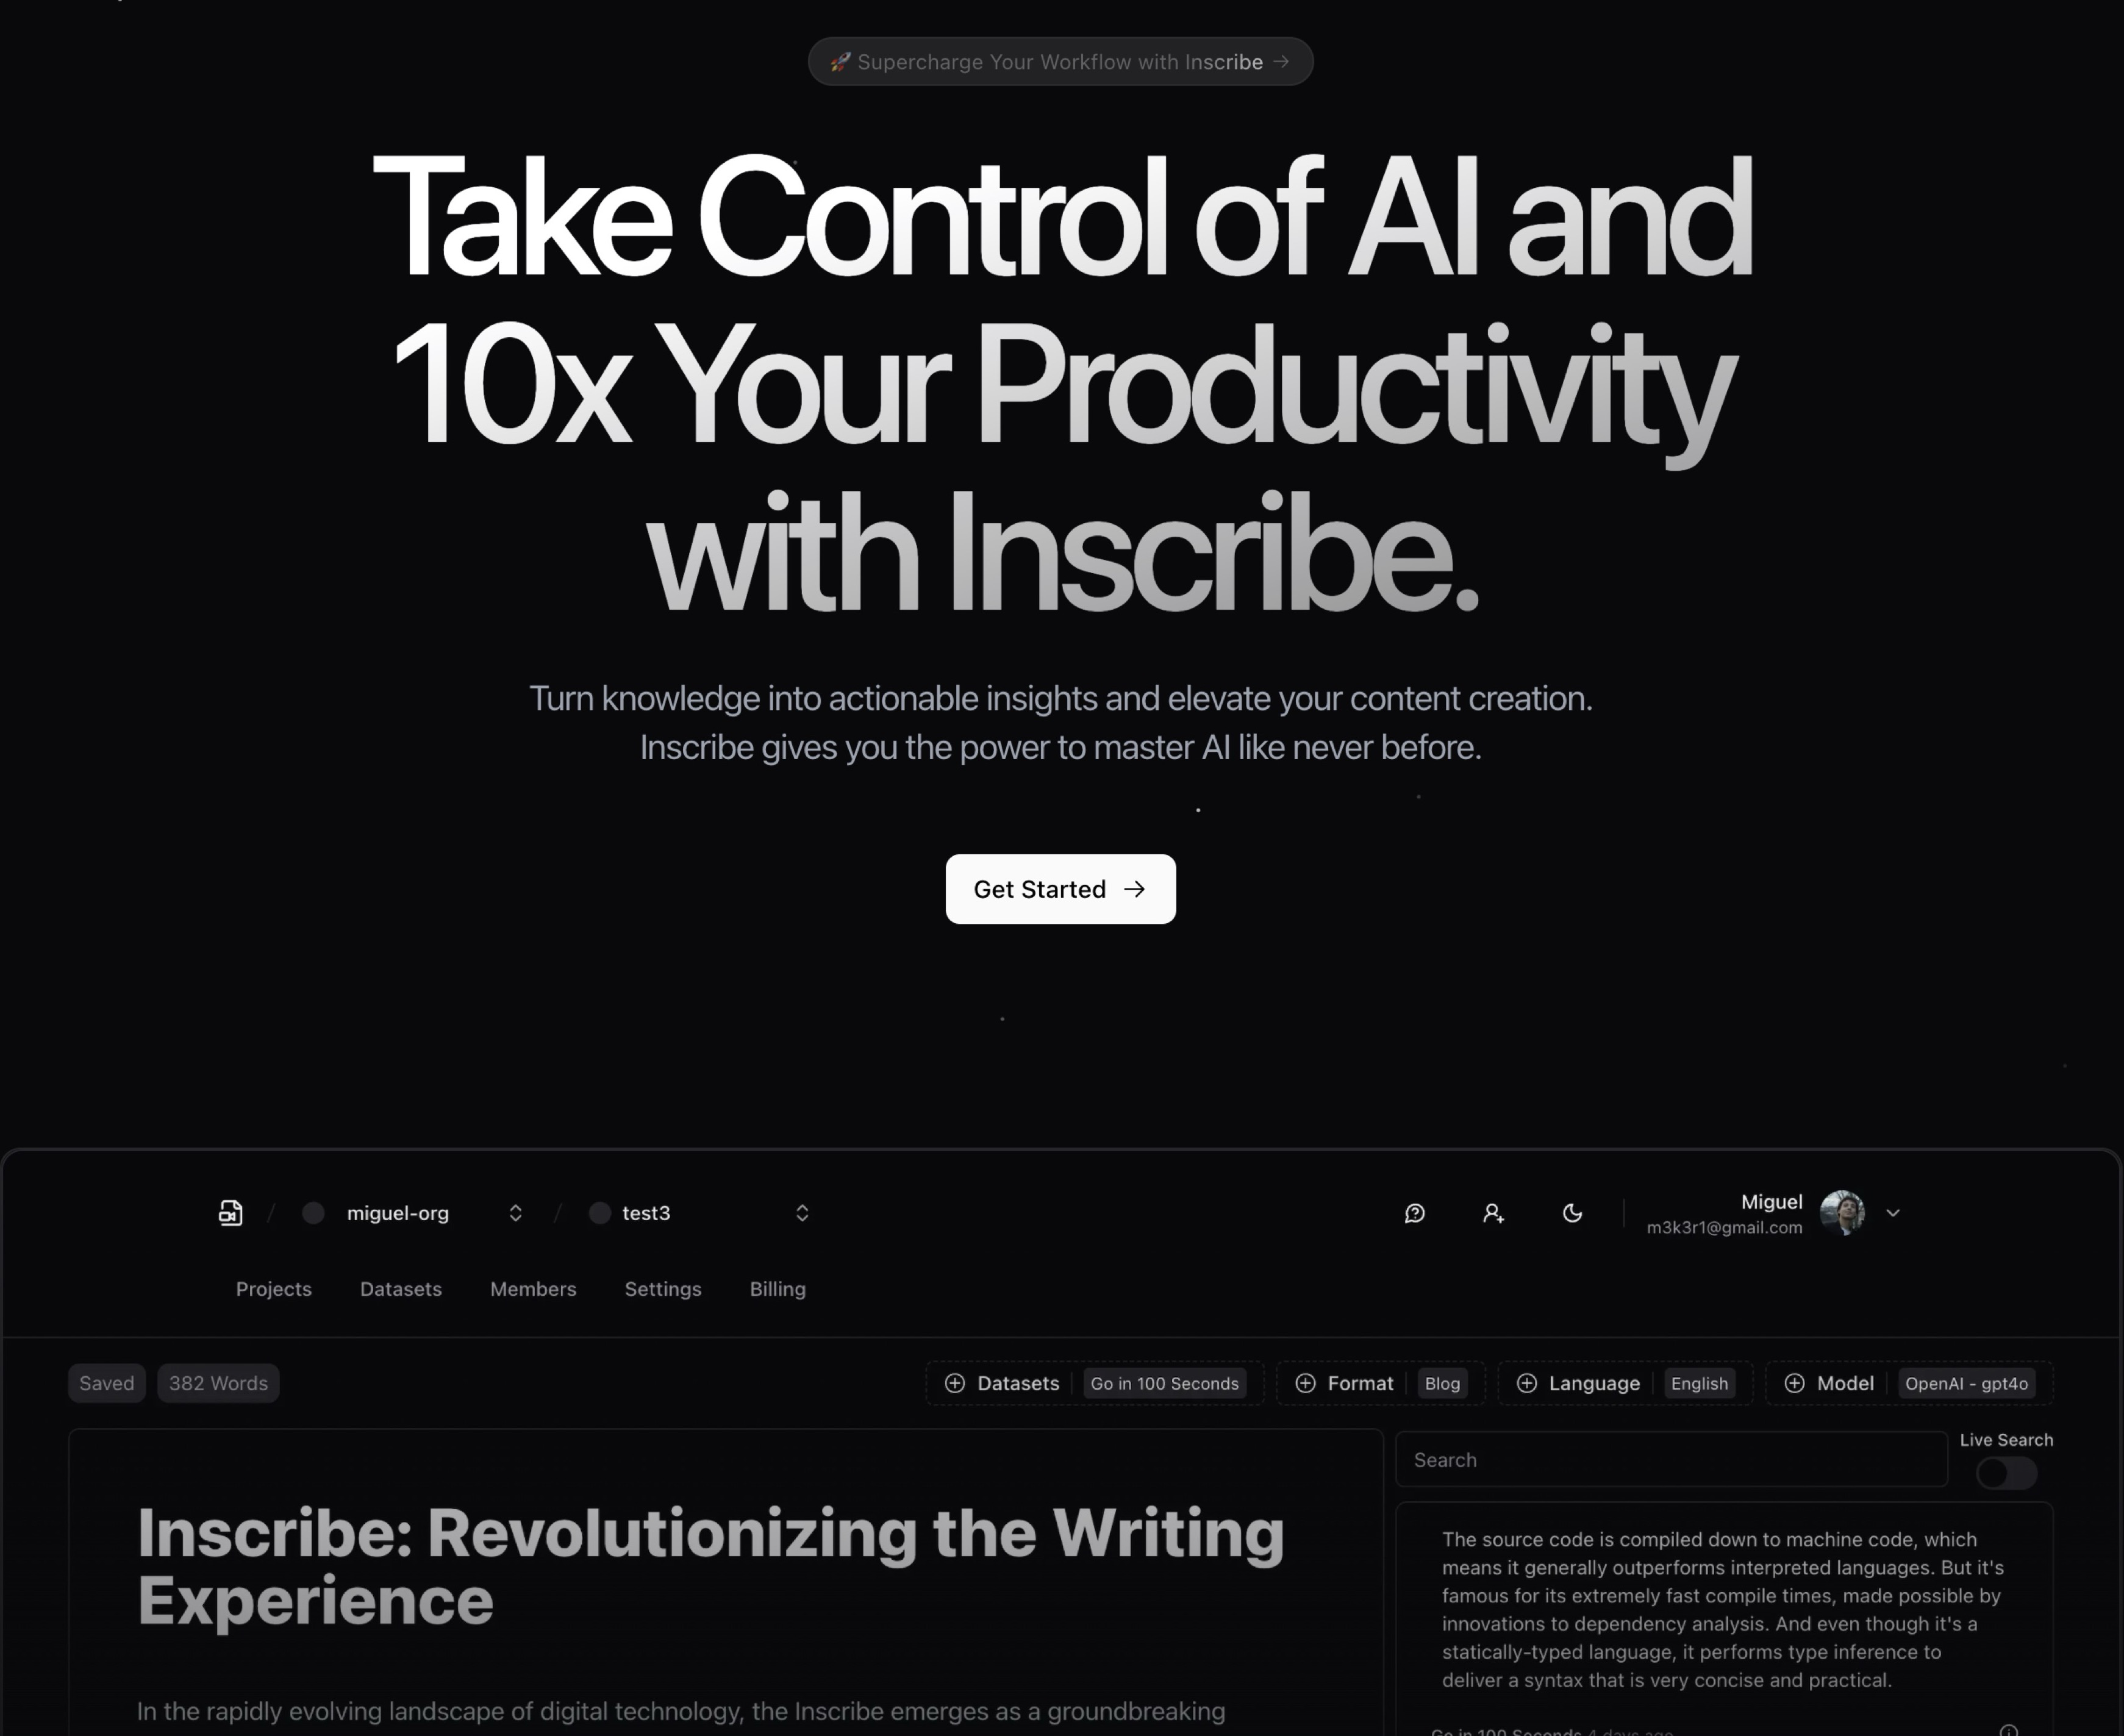 🚀 Supercharge Your Workflow with Inscribe →
Take Control of AI and
10x Your Productivity
with Inscribe.
Turn knowledge into actionable insights and elevate your content creation.
Inscribe gives you the power to master AI like never before.
Get Started →
/ miguel-org / test3
Miguel
m3k3r1@gmail.com
Projects Datasets Members Settings Billing
Saved 382 Words Datasets Go in 100 Seconds Format Blog Language English Model OpenAI - gpt4o
Search
Live Search
Inscribe: Revolutionizing the Writing
Experience
In the rapidly evolving landscape of digital technology, the Inscribe emerges as a groundbreaking
The source code is compiled down to machine code, which
means it generally outperforms interpreted languages. But it's
famous for its extremely fast compile times, made possible by
innovations to dependency analysis. And even though it's a
statically-typed language, it performs type inference to
deliver a syntax that is very concise and practical.
Go in 100 Seconds 4 days ago